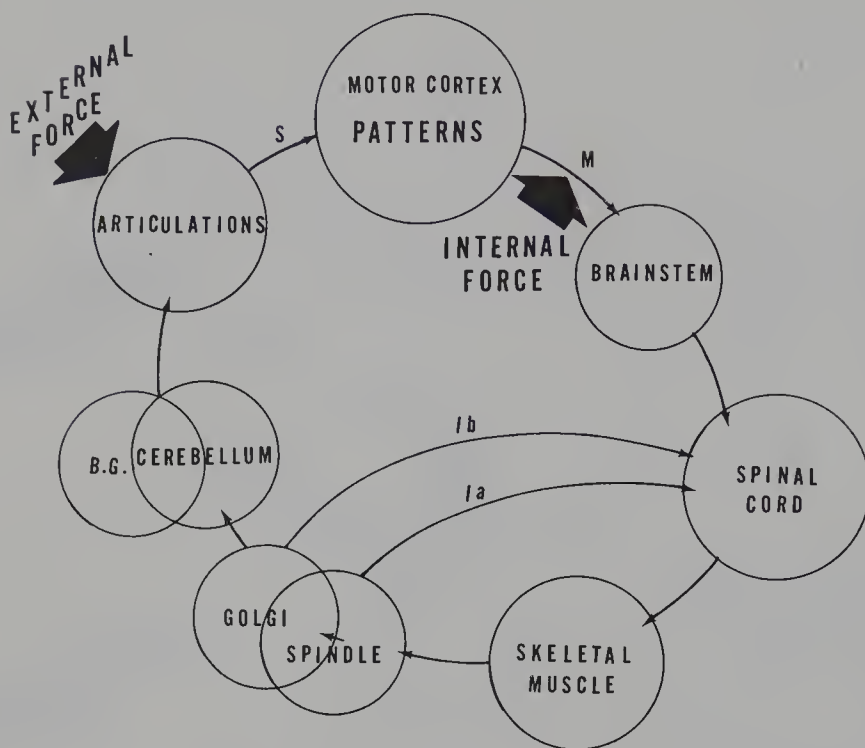 EXTERNAL
FORCE
MOTOR CORTEX
PATTERNS
S
M
ARTICULATIONS
INTERNAL
FORCE
BRAINSTEM
Ib
Ia
B.G.
CEREBELLUM
SPINAL
CORD
GOLGI
SPINDLE
SKELETAL
MUSCLE